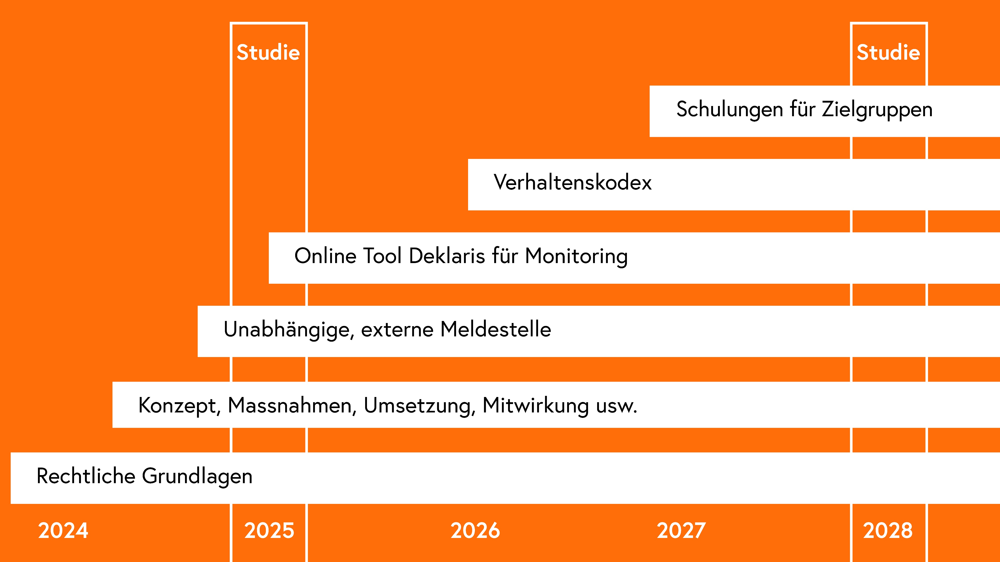 Studie
Studie
Schulungen für Zielgruppen
Verhaltenskodex
Online Tool Deklaris für Monitoring
Unabhängige, externe Meldestelle
Konzept, Massnahmen, Umsetzung, Mitwirkung usw.
Rechtliche Grundlagen
2024
2025
2026
2027
2028